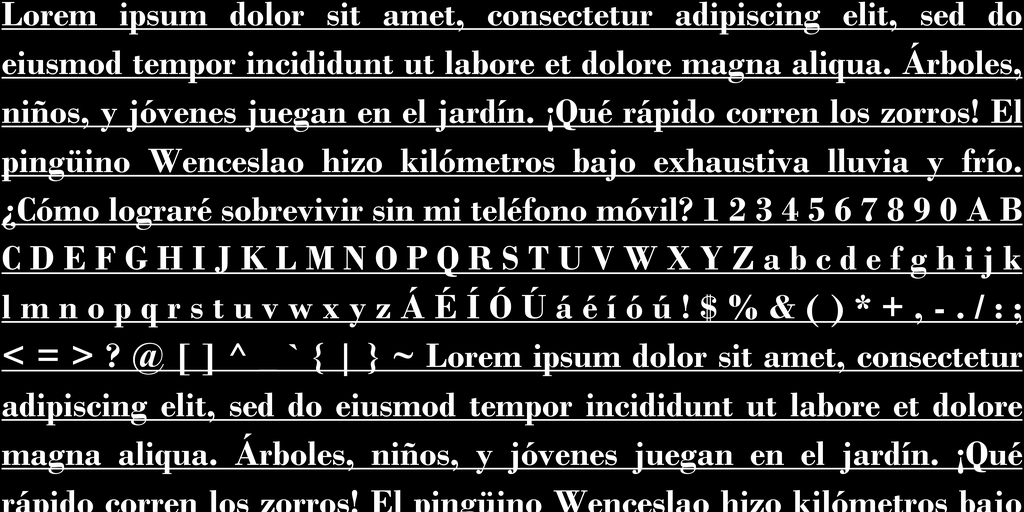 Lorem ipsum dolor sit amet, consectetur adipiscing elit, sed do
eiusmod tempor incididunt ut labore et dolore magna aliqua. Árboles,
niños, y jóvenes juegan en el jardín. ¡Qué rápido corren los zorros! El
pingüino Wenceslao hizo kilómetros bajo exhaustiva lluvia y frío.
¿Cómo lograré sobrevivir sin mi teléfono móvil? 1 2 3 4 5 6 7 8 9 0 A B
C D E F G H I J K L M N O P Q R S T U V W X Y Z a b c d e f g h i j k
l m n o p q r s t u v w x y z Á É Í Ó Ú á é í ó ú ! $ % & ( ) * + , - . / : ;
< = > ? @ [ ] ^ _ ` { | } ~ Lorem ipsum dolor sit amet, consectetur
adipiscing elit, sed do eiusmod tempor incididunt ut labore et dolore
magna aliqua. Árboles, niños, y jóvenes juegan en el jardín. ¡Qué
rápido corren los zorros! El pingüino Wenceslao hizo kilómetros bajo